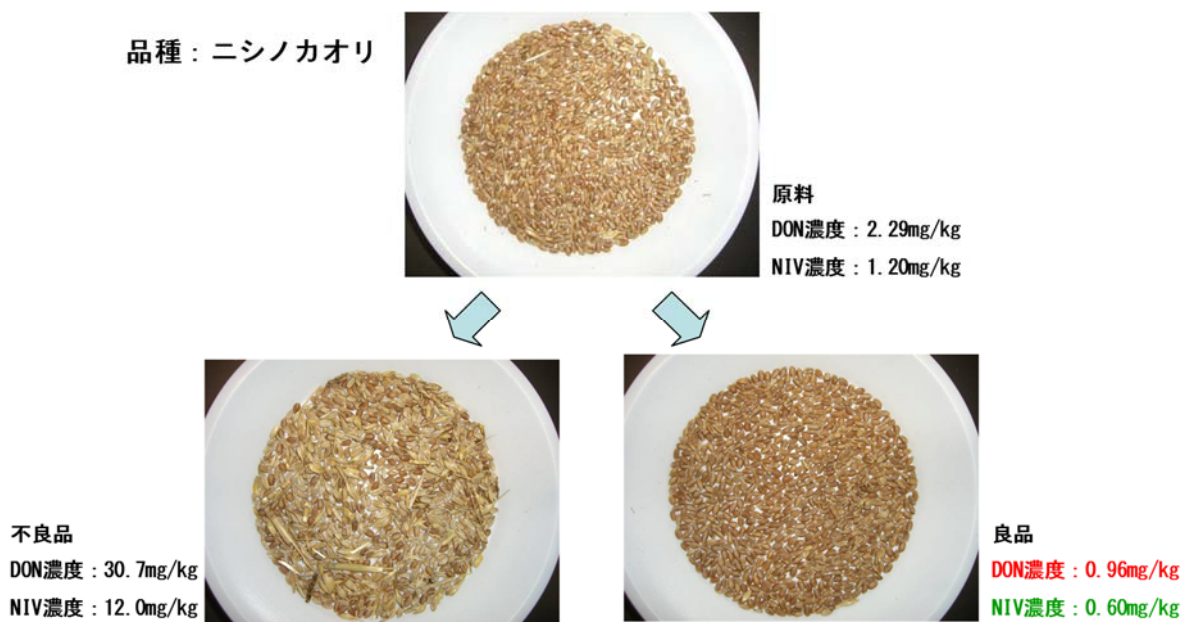 品種：ニシノカオリ
原料
DON濃度：2.29mg/kg
NIV濃度：1.20mg/kg
不良品
DON濃度：30.7mg/kg
NIV濃度：12.0mg/kg
良品
DON濃度：0.96mg/kg
NIV濃度：0.60mg/kg